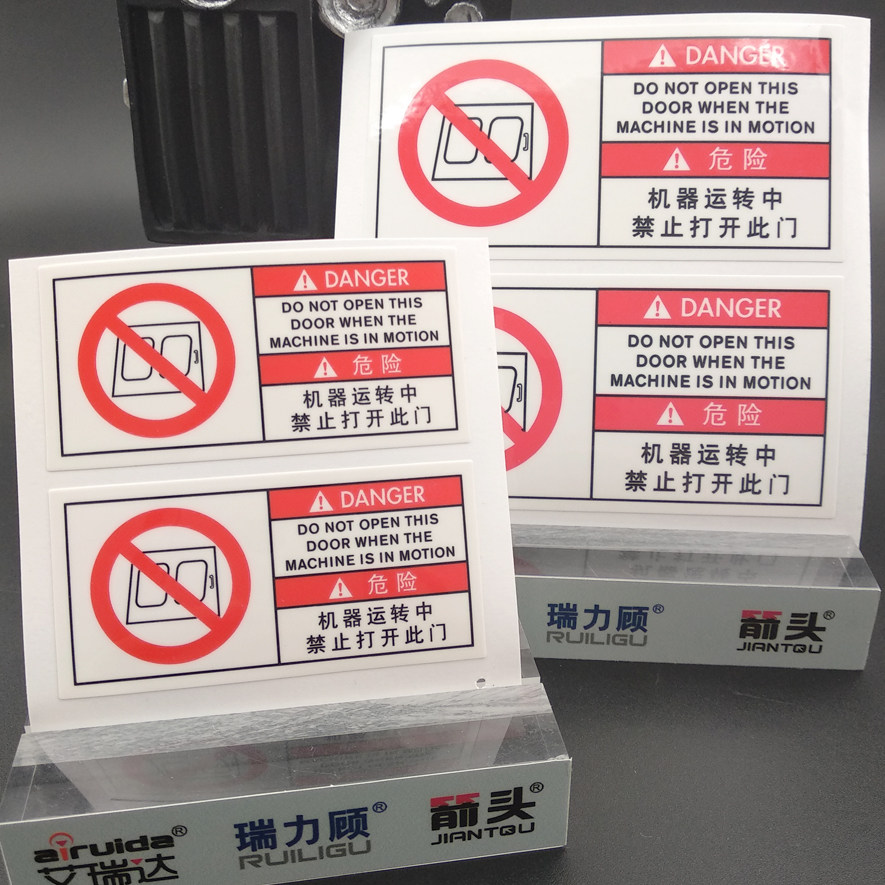 DANGER
DO NOT OPEN THIS
DOOR WHEN THE
MACHINE IS IN MOTION
危险
机器运转中
禁止打开此门
DANGER
DO NOT OPEN THIS
DOOR WHEN THE
MACHINE IS IN MOTION
危险
机器运转中
禁止打开此门
DANGER
DO NOT OPEN THIS
DOOR WHEN THE
MACHINE IS IN MOTION
危险
机器运转中
禁止打开此门
DANGER
DO NOT OPEN THIS
DOOR WHEN THE
MACHINE IS IN MOTION
危险
机器运转中
禁止打开此门
瑞力顾®
RUILIGU
箭头®
JIANTQU
airuida®
艾瑞达
瑞力顾®
RUILIGU
箭头®
JIANTQU